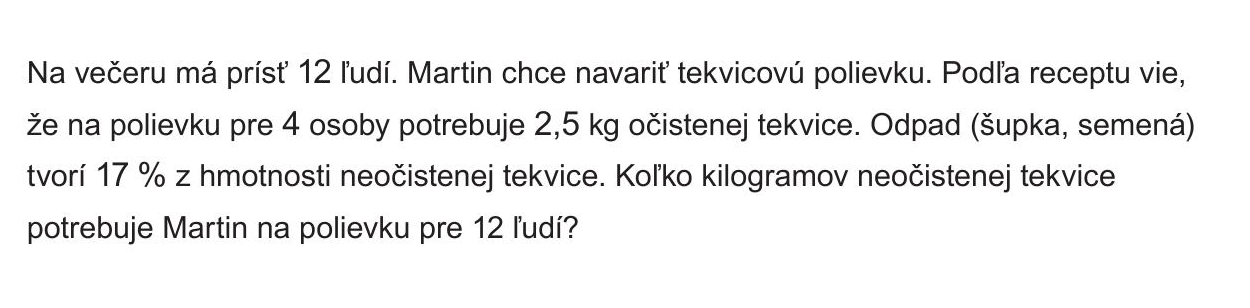 Na večeru má prísť 12 ľudí. Martin chce navariť tekvicovú polievku. Podľa receptu vie,
že na polievku pre 4 osoby potrebuje 2,5 kg očistenej tekvice. Odpad (šupka, semená)
tvorí 17 % z hmotnosti neočistenej tekvice. Koľko kilogramov neočistenej tekvice
potrebuje Martin na polievku pre 12 ľudí?